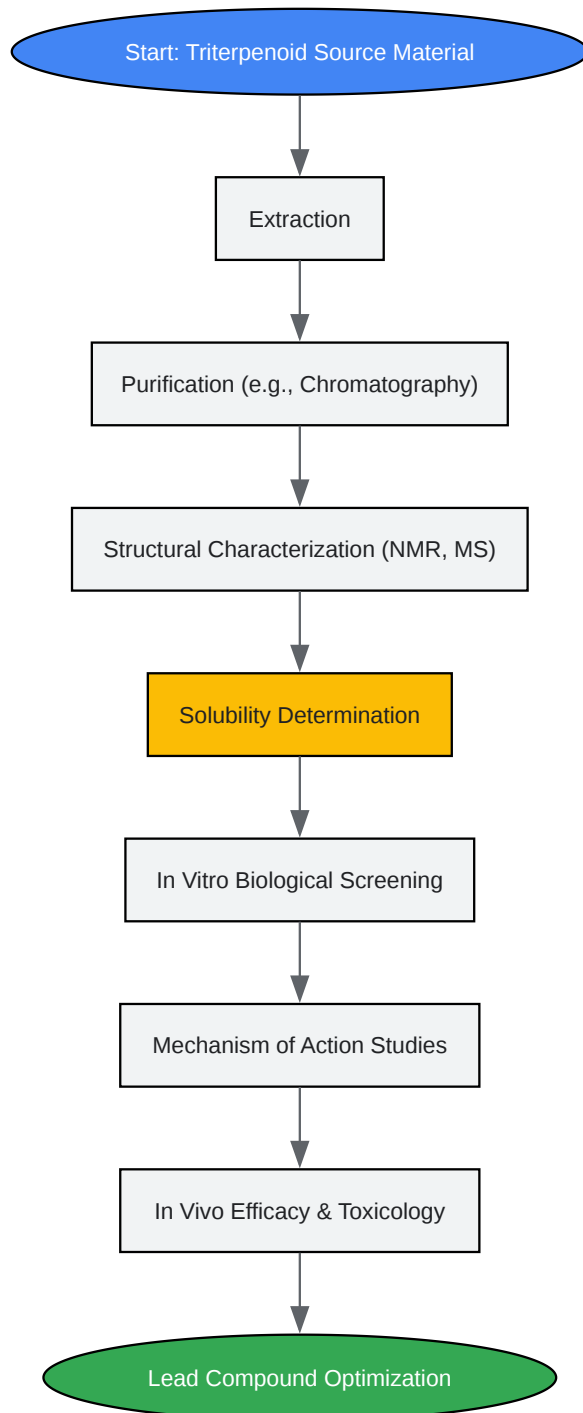 Start: Triterpenoid Source Material
Extraction
Purification (e.g., Chromatography)
Structural Characterization (NMR, MS)
Solubility Determination
In Vitro Biological Screening
Mechanism of Action Studies
In Vivo Efficacy & Toxicology
Lead Compound Optimization